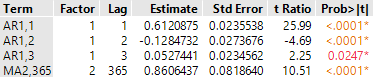 Term Factor Lag Estimate Std Error t Ratio Prob>|t|
AR1,1 1 1 0.6120875 0.0235538 25.99 <.0001*
AR1,2 1 2 -0.1284732 0.0273676 -4.69 <.0001*
AR1,3 1 3 0.0527441 0.0234562 2.25 0.0247*
MA2,365 2 365 0.8606437 0.0818640 10.51 <.0001*